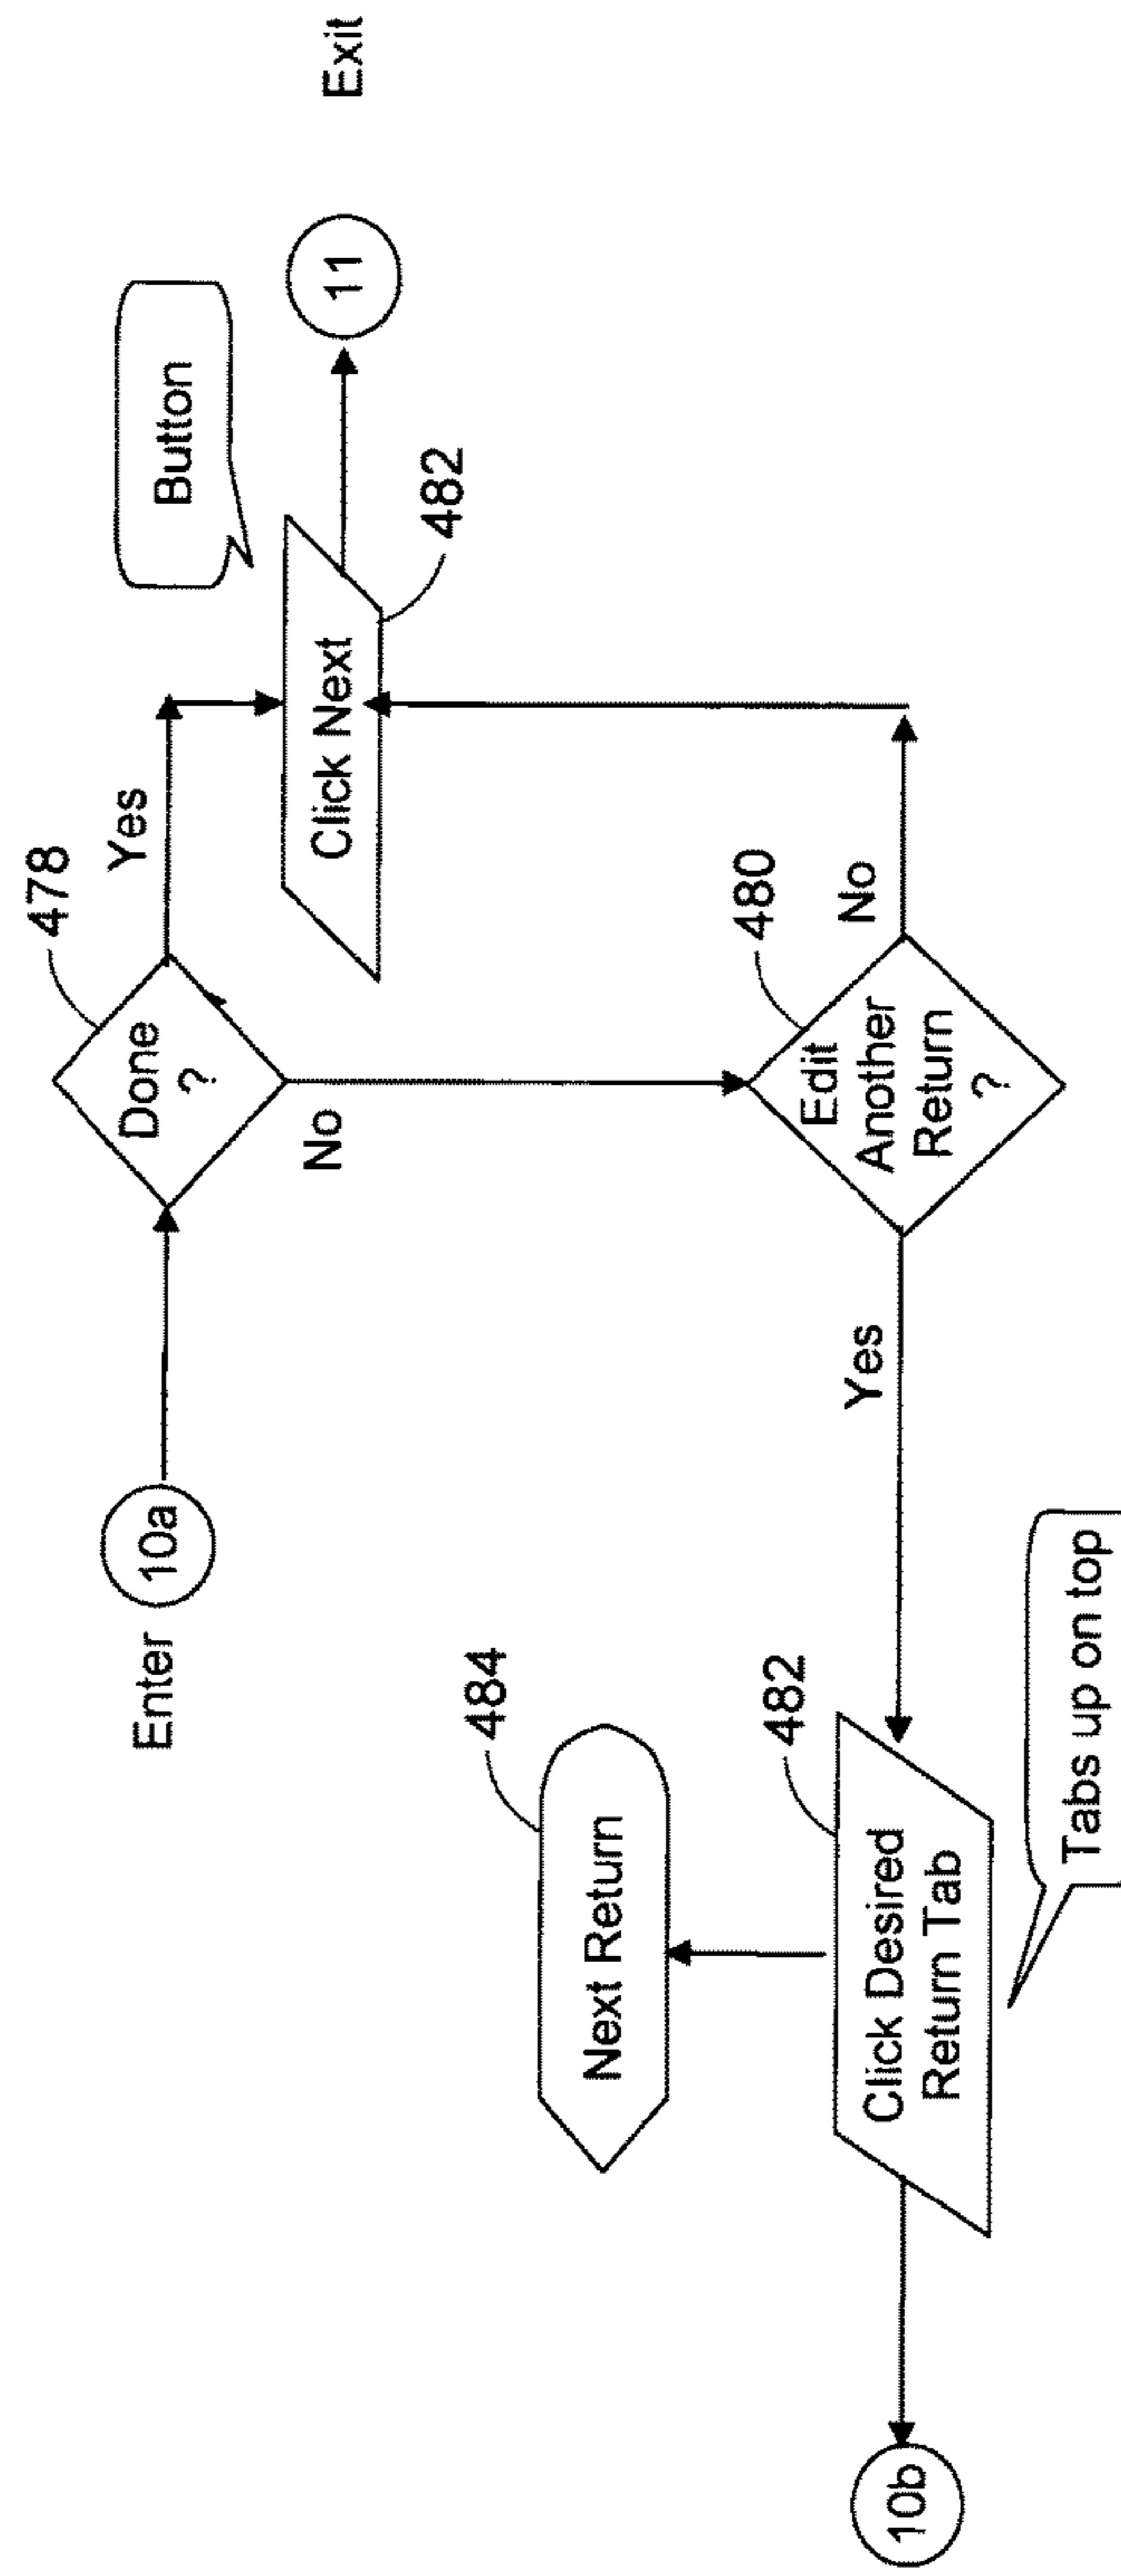 Enter
10a
Done
?
478
Yes
No
Button
Click Next
482
11
Exit
Edit
Another
Return
?
480
No
Yes
Next Return
484
Click Desired
Return Tab
482
Tabs up on top
10b